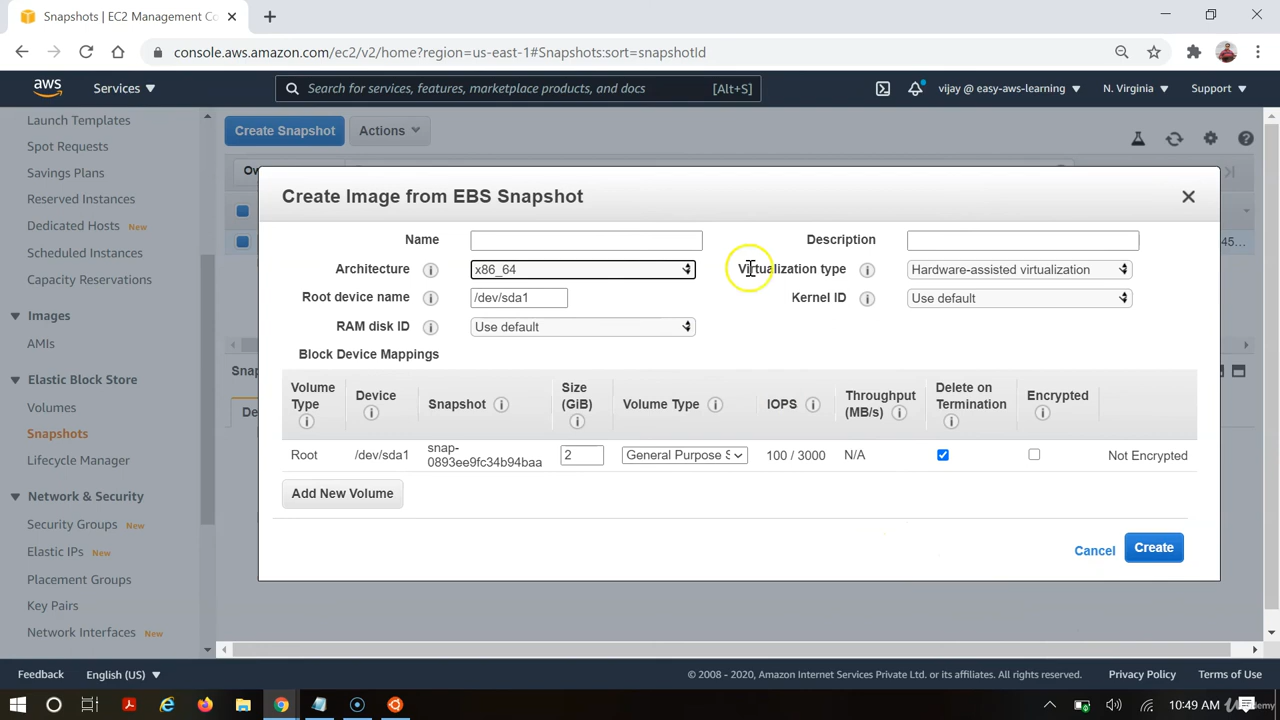 Snapshots | EC2 Management Co
console.aws.amazon.com/ec2/v2/home?region=us-east-1#Snapshots:sort=snapshotId
aws
Services
Search for services, features, marketplace products, and docs
[Alt+S]
vijay @ easy-aws-learning
N. Virginia
Support
Launch Templates
Spot Requests
Savings Plans
Reserved Instances
Dedicated Hosts New
Scheduled Instances
Capacity Reservations
Images
AMIs
Elastic Block Store
Volumes
Snapshots
Lifecycle Manager
Network & Security
Security Groups New
Elastic IPs New
Placement Groups
Key Pairs
Network Interfaces New
Create Snapshot
Actions
45...
Create Image from EBS Snapshot
Name
Description
Architecture
x86_64
Virtualization type
Hardware-assisted virtualization
Root device name
/dev/sda1
Kernel ID
Use default
RAM disk ID
Use default
Block Device Mappings
Volume Type
Device
Snapshot
Size (GiB)
Volume Type
IOPS
Throughput (MB/s)
Delete on Termination
Encrypted
Root
/dev/sda1
snap-
0893ee9fc34b94baa
2
General Purpose S
100 / 3000
N/A
Not Encrypted
Add New Volume
Cancel
Create
Feedback
English (US)
© 2008 - 2020, Amazon Internet Services Private Ltd. or its affiliates. All rights reserved.
Privacy Policy
Terms of Use
10:49 AM